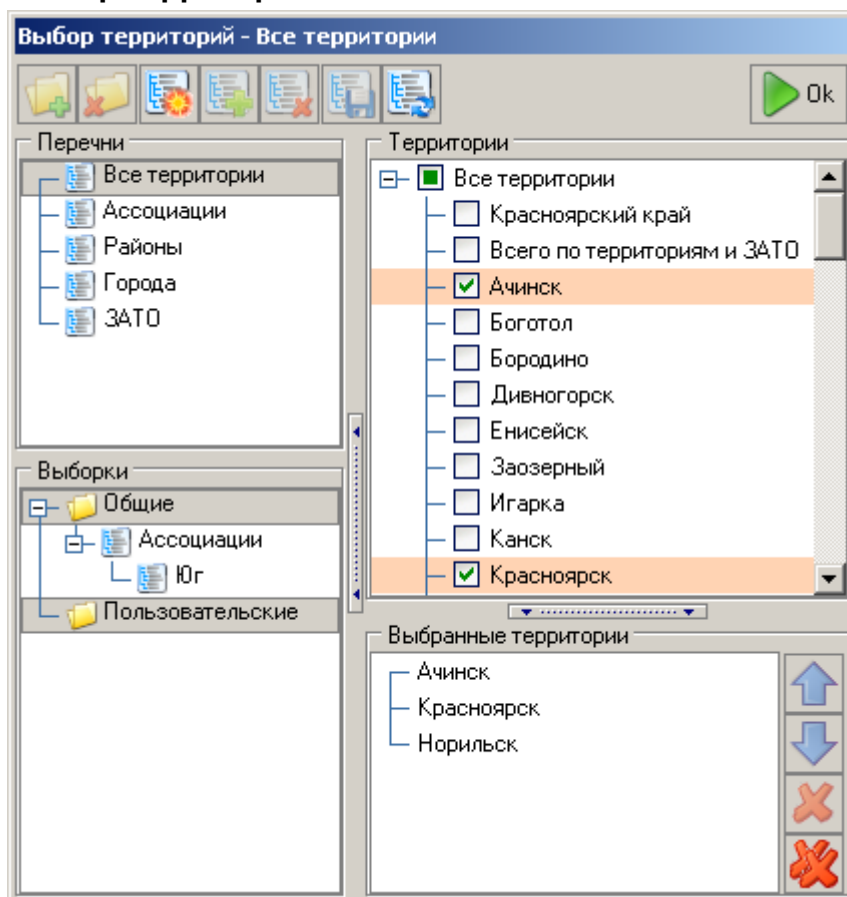 Выбор территорий - Все территории
Ok
Перечни
Все территории
Ассоциации
Районы
Города
ЗАТО
Территории
Все территории
Красноярский край
Всего по территориям и ЗАТО
Ачинск
Боготол
Бородино
Дивногорск
Енисейск
Заозерный
Игарка
Канск
Красноярск
Выборки
Общие
Ассоциации
Юг
Пользовательские
Выбранные территории
Ачинск
Красноярск
Норильск